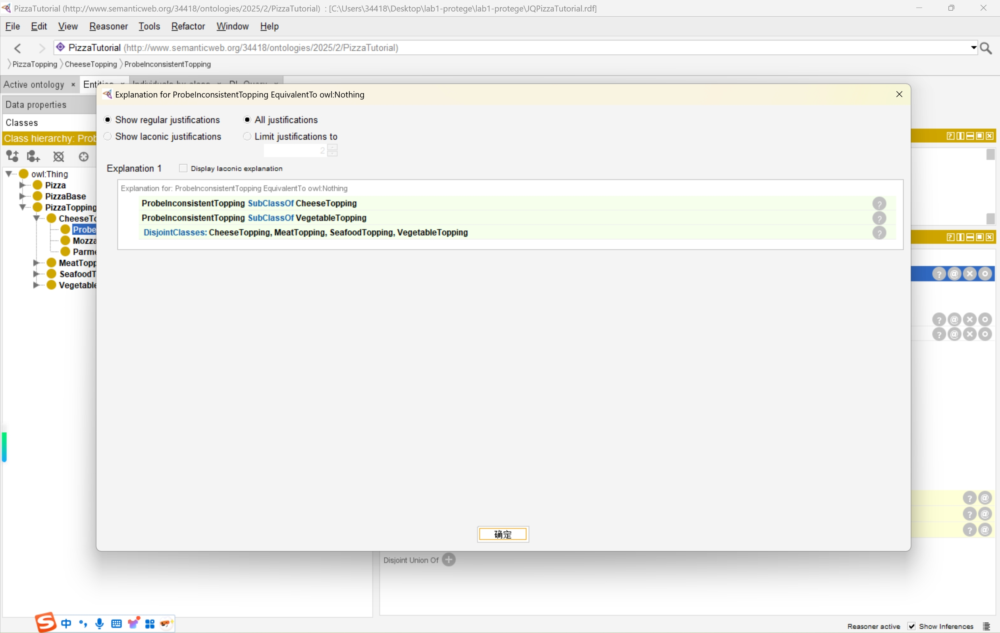 PizzaTutorial (http://www.semanticweb.org/34418/ontologies/2025/2/PizzaTutorial) : [C:\Users\34418\Desktop\lab1-protege\lab1-protege\JQPizzaTutorial.rdf]
File Edit View Reasoner Tools Refactor Window Help
PizzaTutorial (http://www.semanticweb.org/34418/ontologies/2025/2/PizzaTutorial)
PizzaTopping CheeseTopping ProbeInconsistentTopping
Active ontology × Entities Individuals by class DL Query
Explanation for ProbeInconsistentTopping EquivalentTo owl:Nothing
Data properties
Classes
Class hierarchy: Prob
owl:Thing
Pizza
PizzaBase
PizzaTopping
CheeseTo
Probe
Mozza
Parme
MeatTopp
SeafoodT
Vegetable
Show regular justifications All justifications
Show laconic justifications Limit justifications to
2
Explanation 1 Display laconic explanation
Explanation for: ProbeInconsistentTopping EquivalentTo owl:Nothing
ProbeInconsistentTopping SubClassOf CheeseTopping
ProbeInconsistentTopping SubClassOf VegetableTopping
DisjointClasses: CheeseTopping, MeatTopping, SeafoodTopping, VegetableTopping
确定
Disjoint Union Of
中
Reasoner active Show Inferences